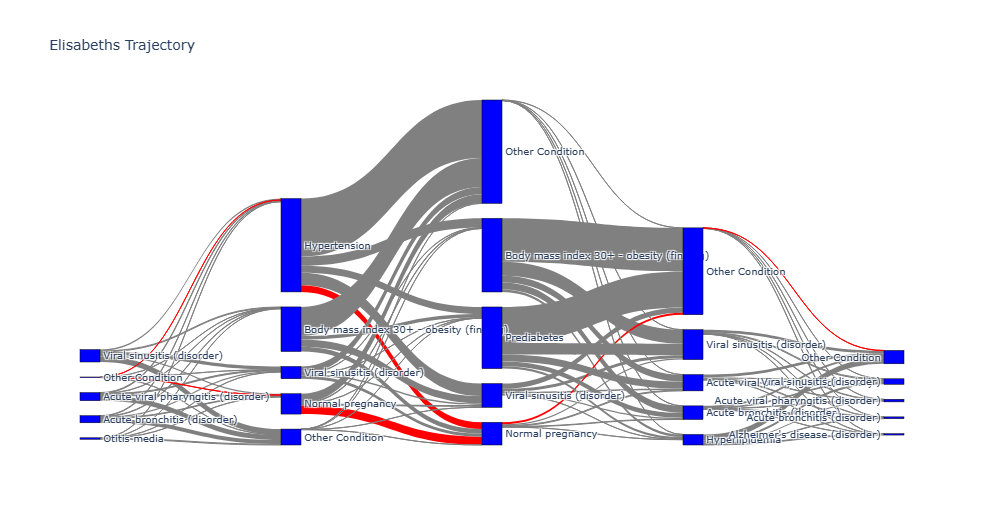 Elisabeths Trajectory
Viral sinusitis (disorder)
Other Condition
Acute viral pharyngitis (disorder)
Acute bronchitis (disorder)
Otitis media
Hypertension
Body mass index 30+ - obesity (finding)
Viral sinusitis (disorder)
Normal pregnancy
Other Condition
Other Condition
Body mass index 30+ - obesity (finding)
Prediabetes
Viral sinusitis (disorder)
Normal pregnancy
Other Condition
Viral sinusitis (disorder)
Acute viral
Acute bronchitis (disorder)
Hyperlipidemia
Other Condition
Viral sinusitis (disorder)
Acute viral pharyngitis (disorder)
Acute bronchitis (disorder)
Alzheimer's disease (disorder)